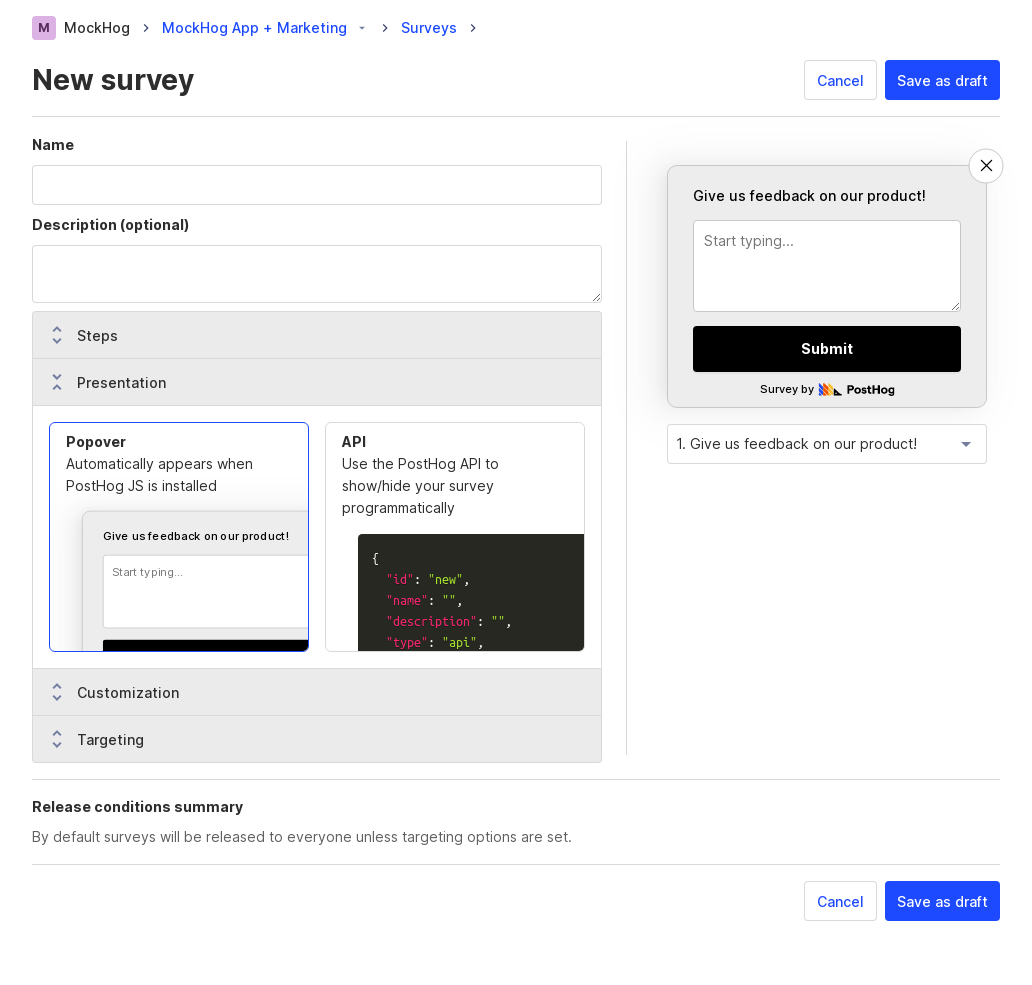 M MockHog MockHog App + Marketing Surveys
New survey
Cancel Save as draft
Name
Description (optional)
Steps
Presentation
Popover
Automatically appears when
PostHog JS is installed
Give us feedback on our product!
Start typing...
API
Use the PostHog API to
show/hide your survey
programmatically
{
"id": "new",
"name": "",
"description": "",
"type": "api",
Customization
Targeting
Give us feedback on our product!
Start typing...
Submit
Survey by PostHog
1. Give us feedback on our product!
Release conditions summary
By default surveys will be released to everyone unless targeting options are set.
Cancel Save as draft